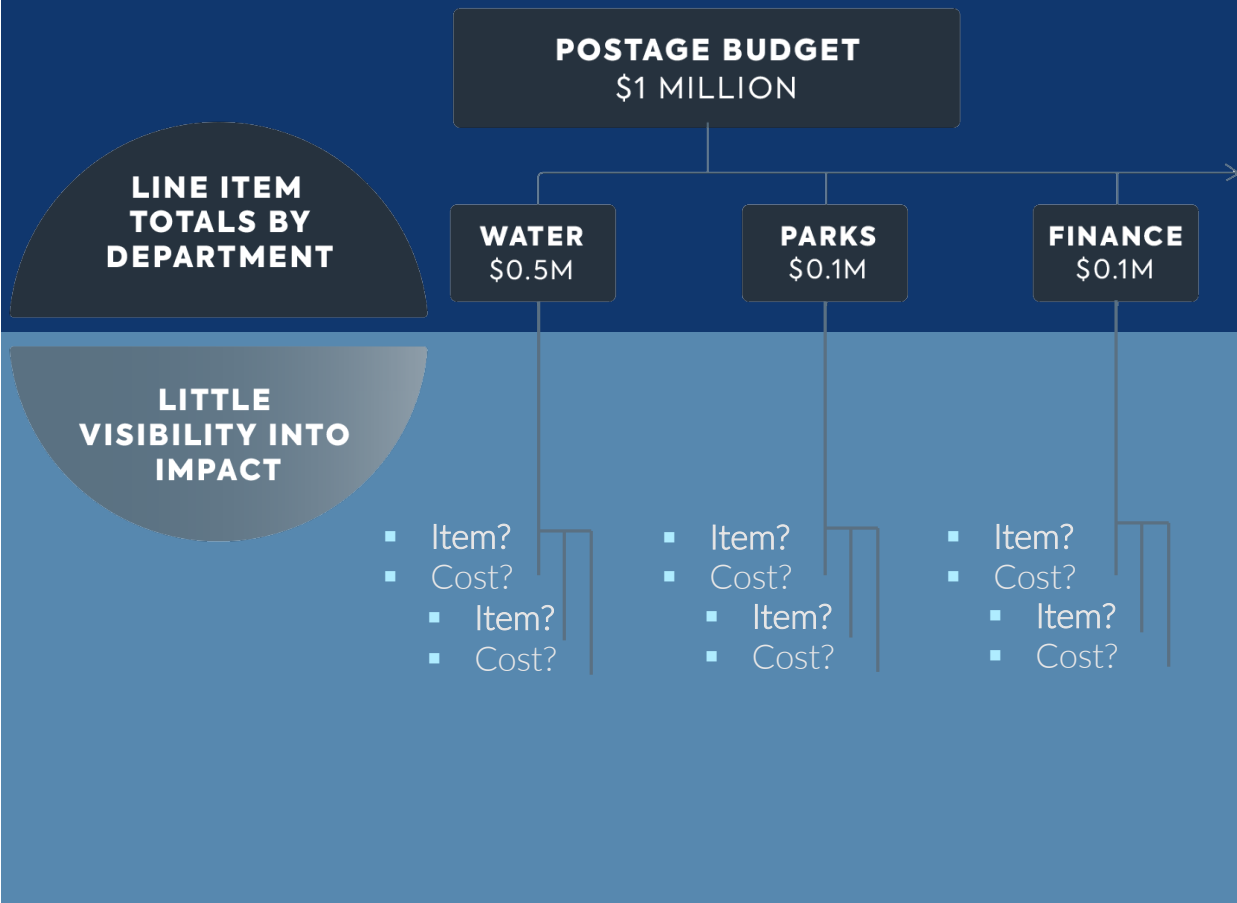 POSTAGE BUDGET
$1 MILLION
LINE ITEM
TOTALS BY
DEPARTMENT
WATER
$0.5M
PARKS
$0.1M
FINANCE
$0.1M
LITTLE
VISIBILITY INTO
IMPACT
▪ Item?
▪ Cost?
▪ Item?
▪ Cost?
▪ Item?
▪ Cost?
▪ Item?
▪ Cost?
▪ Item?
▪ Cost?
▪ Item?
▪ Cost?